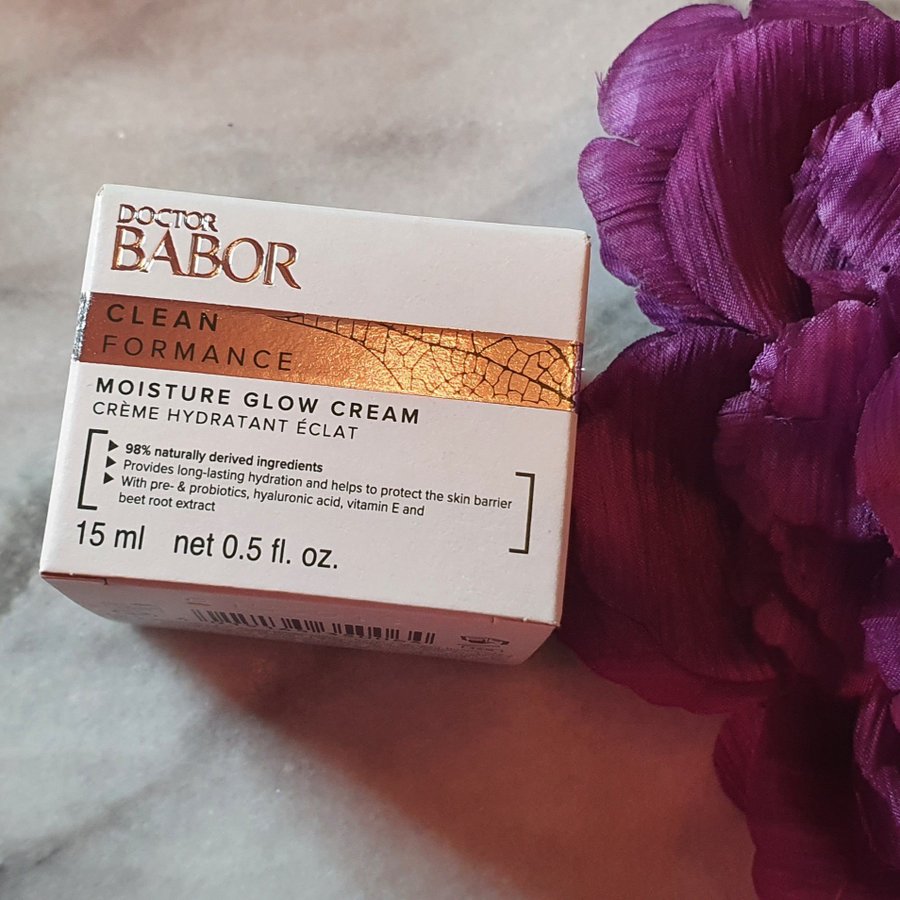 DOCTOR
BABOR
CLEAN
FORMANCE
MOISTURE GLOW CREAM
CRÈME HYDRATANT ÉCLAT
98% naturally derived ingredients
Provides long-lasting hydration and helps to protect the skin barrier
With pre- & probiotics, hyaluronic acid, vitamin E and
beet root extract
15 ml net 0.5 fl. oz.